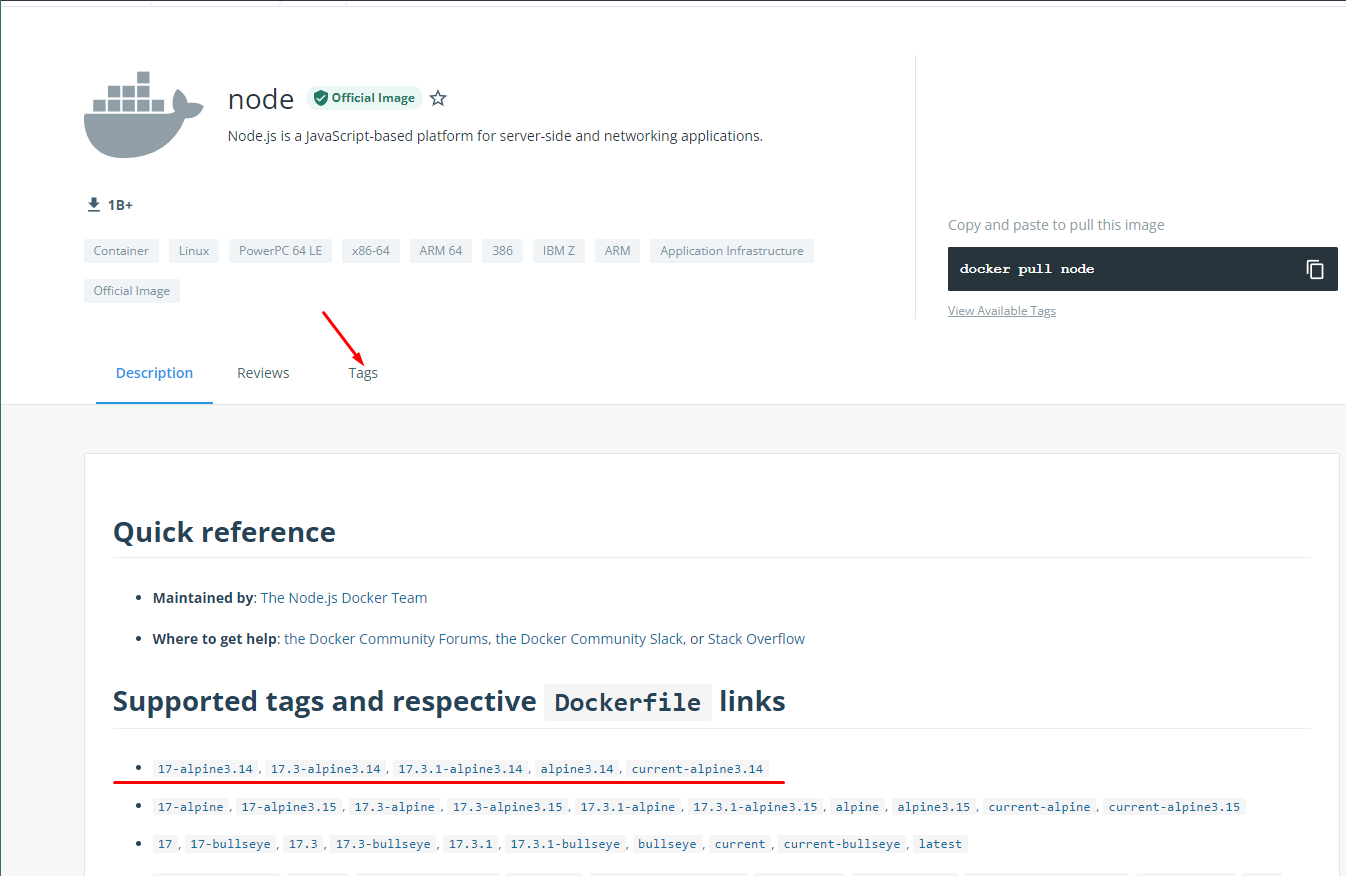 node Official Image
Node.js is a JavaScript-based platform for server-side and networking applications.
1B+
Container Linux PowerPC 64 LE x86-64 ARM 64 386 IBM Z ARM Application Infrastructure
Official Image
Copy and paste to pull this image
docker pull node
View Available Tags
Description Reviews Tags
Quick reference
• Maintained by: The Node.js Docker Team
• Where to get help: the Docker Community Forums, the Docker Community Slack, or Stack Overflow
Supported tags and respective Dockerfile links
• 17-alpine3.14, 17.3-alpine3.14, 17.3.1-alpine3.14, alpine3.14, current-alpine3.14
• 17-alpine, 17-alpine3.15, 17.3-alpine, 17.3-alpine3.15, 17.3.1-alpine, 17.3.1-alpine3.15, alpine, alpine3.15, current-alpine, current-alpine3.15
• 17, 17-bullseye, 17.3, 17.3-bullseye, 17.3.1, 17.3.1-bullseye, bullseye, current, current-bullseye, latest